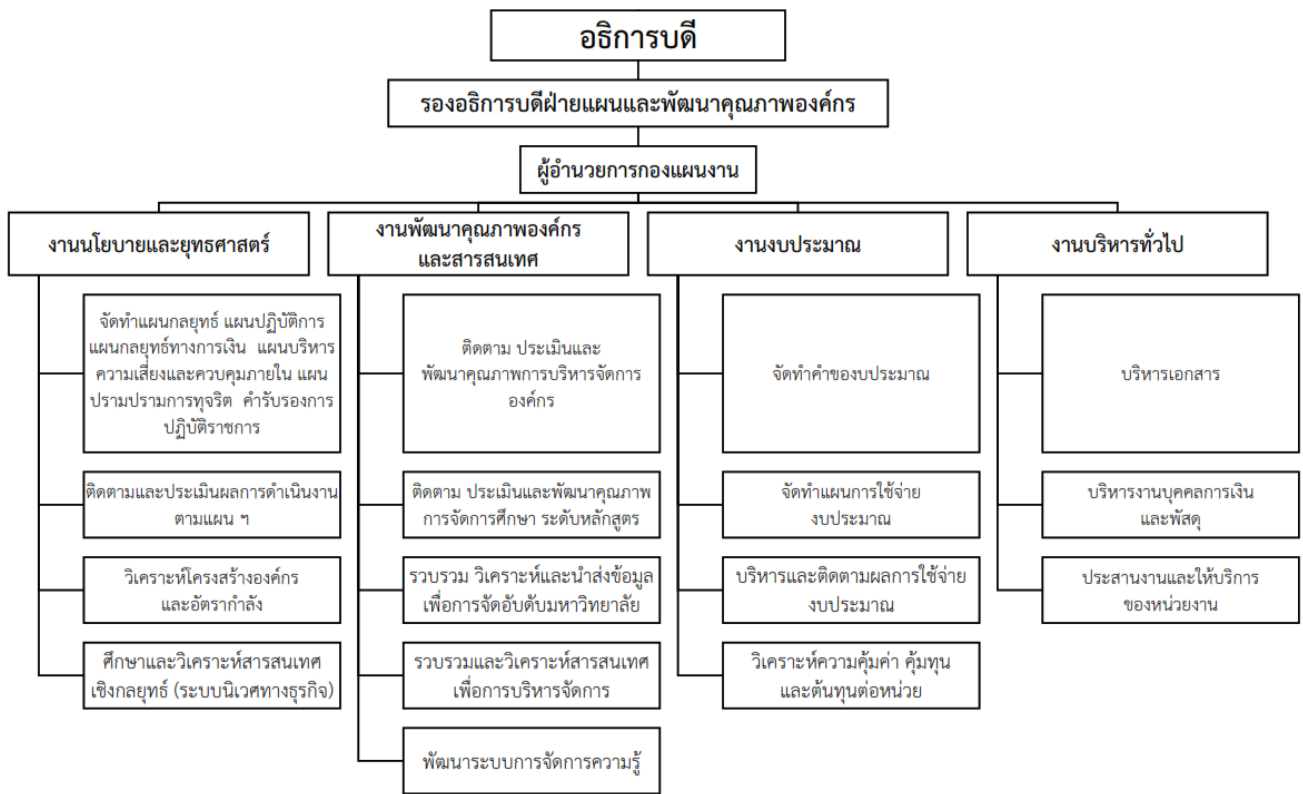 อธิการบดี
รองอธิการบดีฝ่ายแผนและพัฒนาคุณภาพองค์กร
ผู้อำนวยการกองแผนงาน
งานนโยบายและยุทธศาสตร์
จัดทำแผนกลยุทธ์ แผนปฏิบัติการ
แผนกลยุทธ์ทางการเงิน แผนบริหาร
ความเสี่ยงและควบคุมภายใน แผน
ปรามปรามการทุจริต คำรับรองการ
ปฏิบัติราชการ
ติดตามและประเมินผลการดำเนินงาน
ตามแผน ฯ
วิเคราะห์โครงสร้างองค์กร
และอัตรากำลัง
ศึกษาและวิเคราะห์สารสนเทศ
เชิงกลยุทธ์ (ระบบนิเวศทางธุรกิจ)
งานพัฒนาคุณภาพองค์กร
และสารสนเทศ
ติดตาม ประเมินและ
พัฒนาคุณภาพการบริหารจัดการ
องค์กร
ติดตาม ประเมินและพัฒนาคุณภาพ
การจัดการศึกษา ระดับหลักสูตร
รวบรวม วิเคราะห์และนำส่งข้อมูล
เพื่อการจัดอับดับมหาวิทยาลัย
รวบรวมและวิเคราะห์สารสนเทศ
เพื่อการบริหารจัดการ
พัฒนาระบบการจัดการความรู้
งานงบประมาณ
จัดทำคำของบประมาณ
จัดทำแผนการใช้จ่าย
งบประมาณ
บริหารและติดตามผลการใช้จ่าย
งบประมาณ
วิเคราะห์ความคุ้มค่า คุ้มทุน
และต้นทุนต่อหน่วย
งานบริหารทั่วไป
บริหารเอกสาร
บริหารงานบุคคลการเงิน
และพัสดุ
ประสานงานและให้บริการ
ของหน่วยงาน